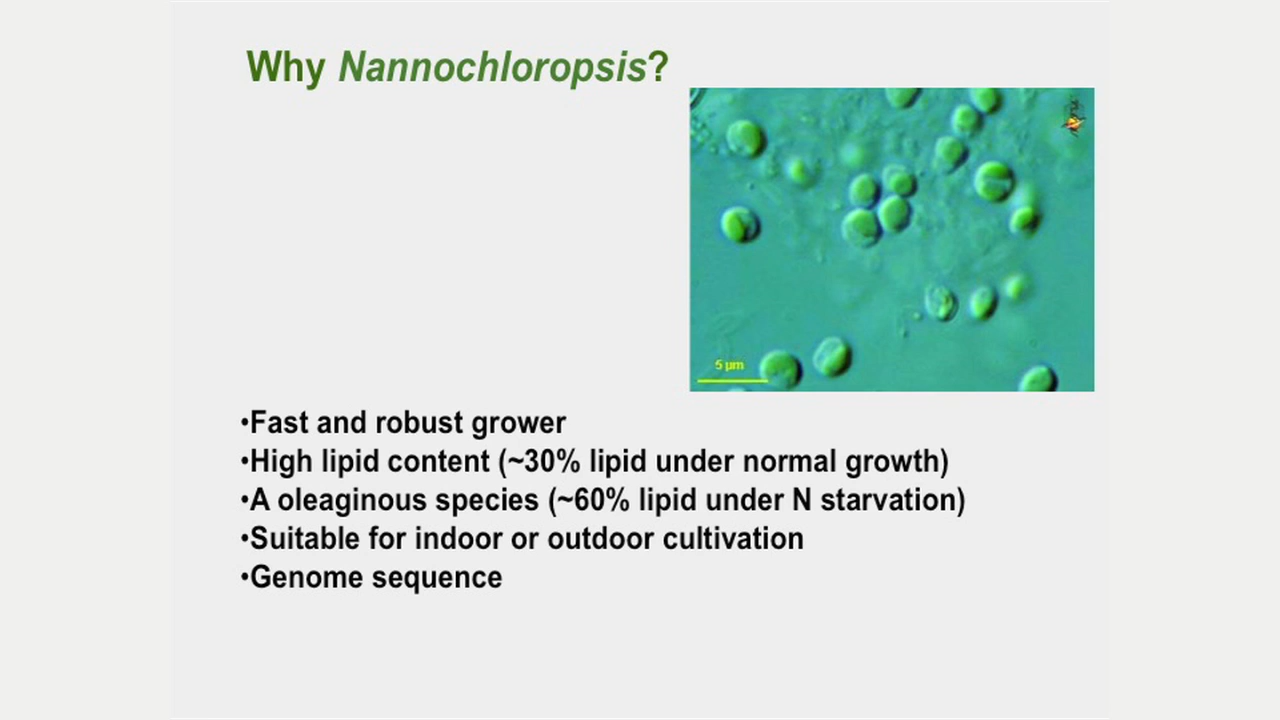 Why Nannochloropsis?
5 µm
•Fast and robust grower
•High lipid content (~30% lipid under normal growth)
•A oleaginous species (~60% lipid under N starvation)
•Suitable for indoor or outdoor cultivation
•Genome sequence